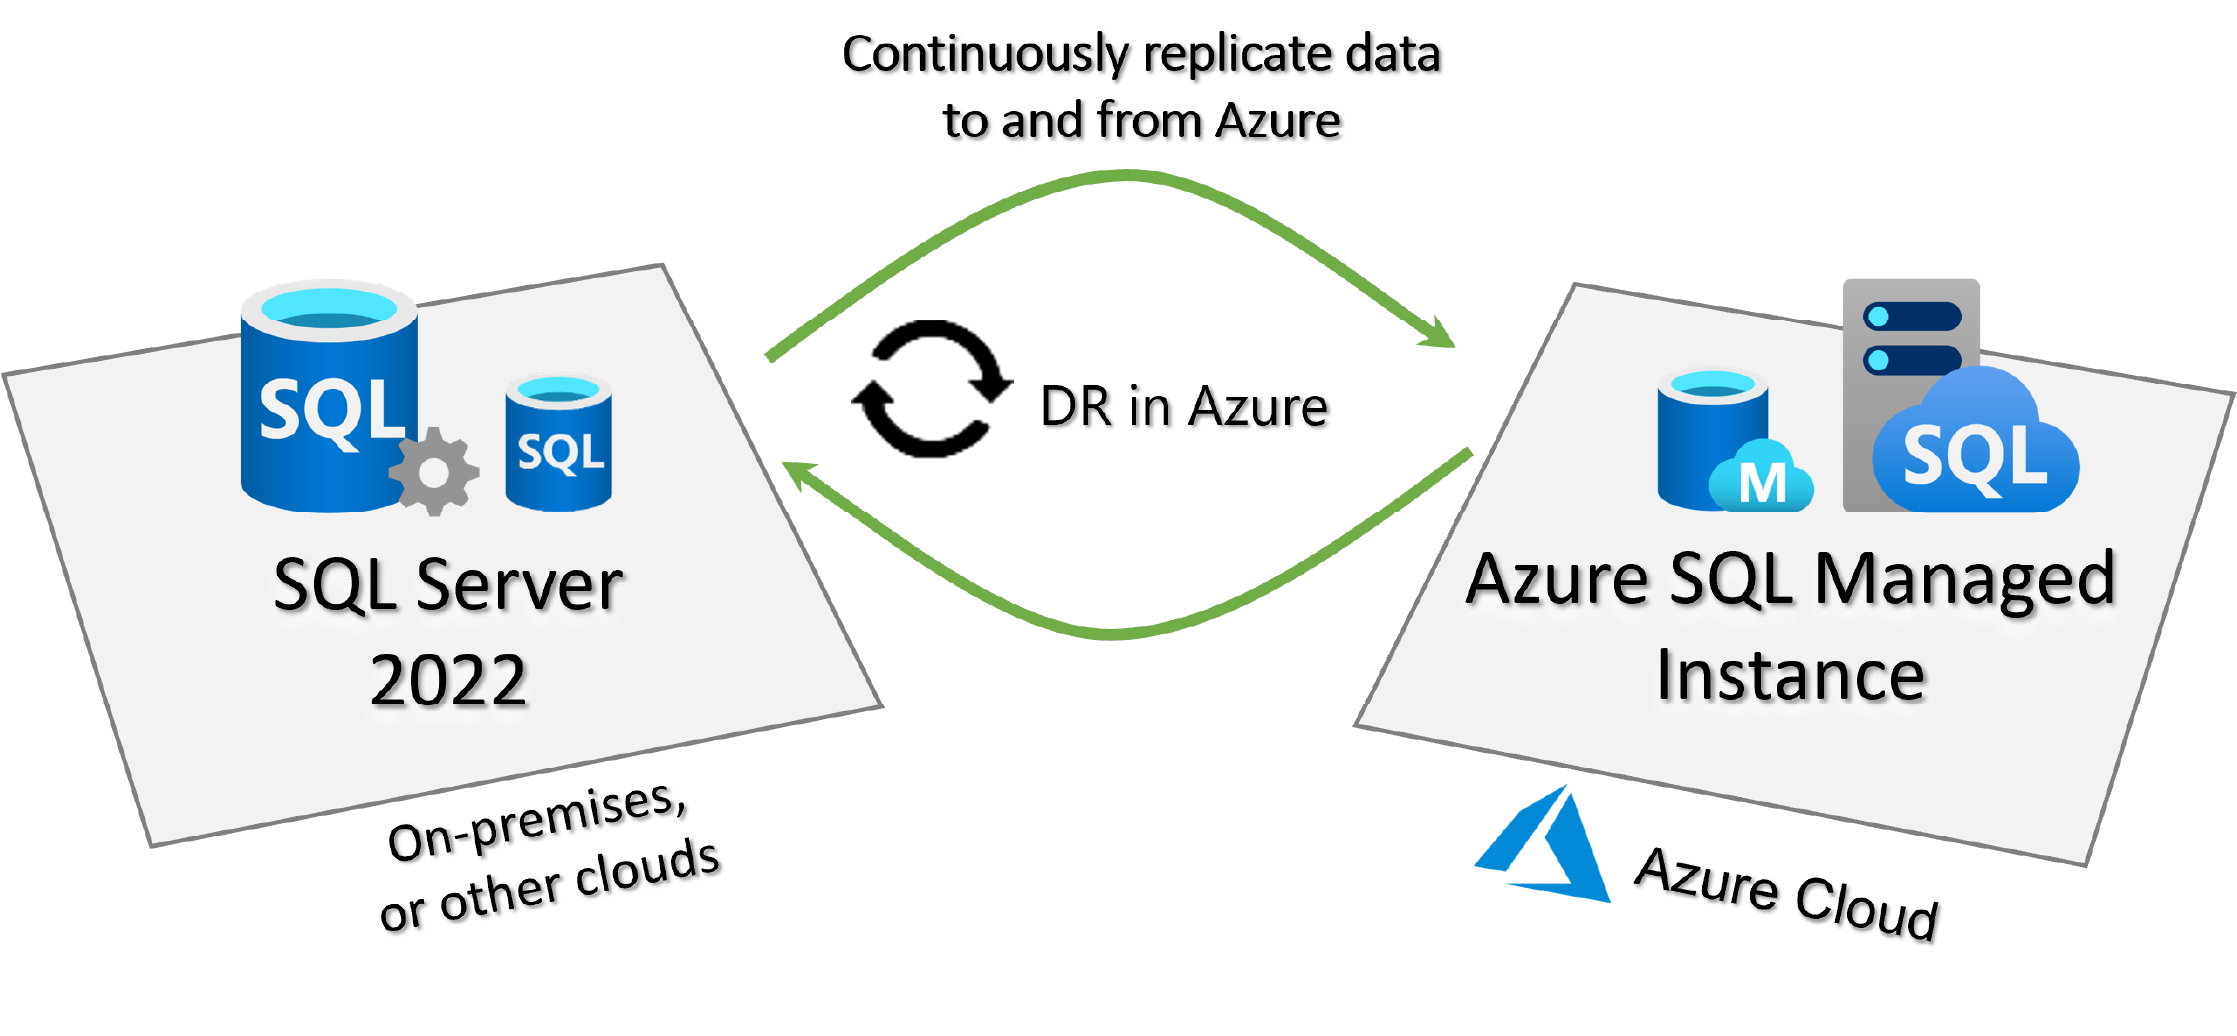 Continuously replicate data
to and from Azure
SQL
SQL
DR in Azure
M
SQL
SQL Server
2022
Azure SQL Managed
Instance
On-premises,
or other clouds
Azure Cloud